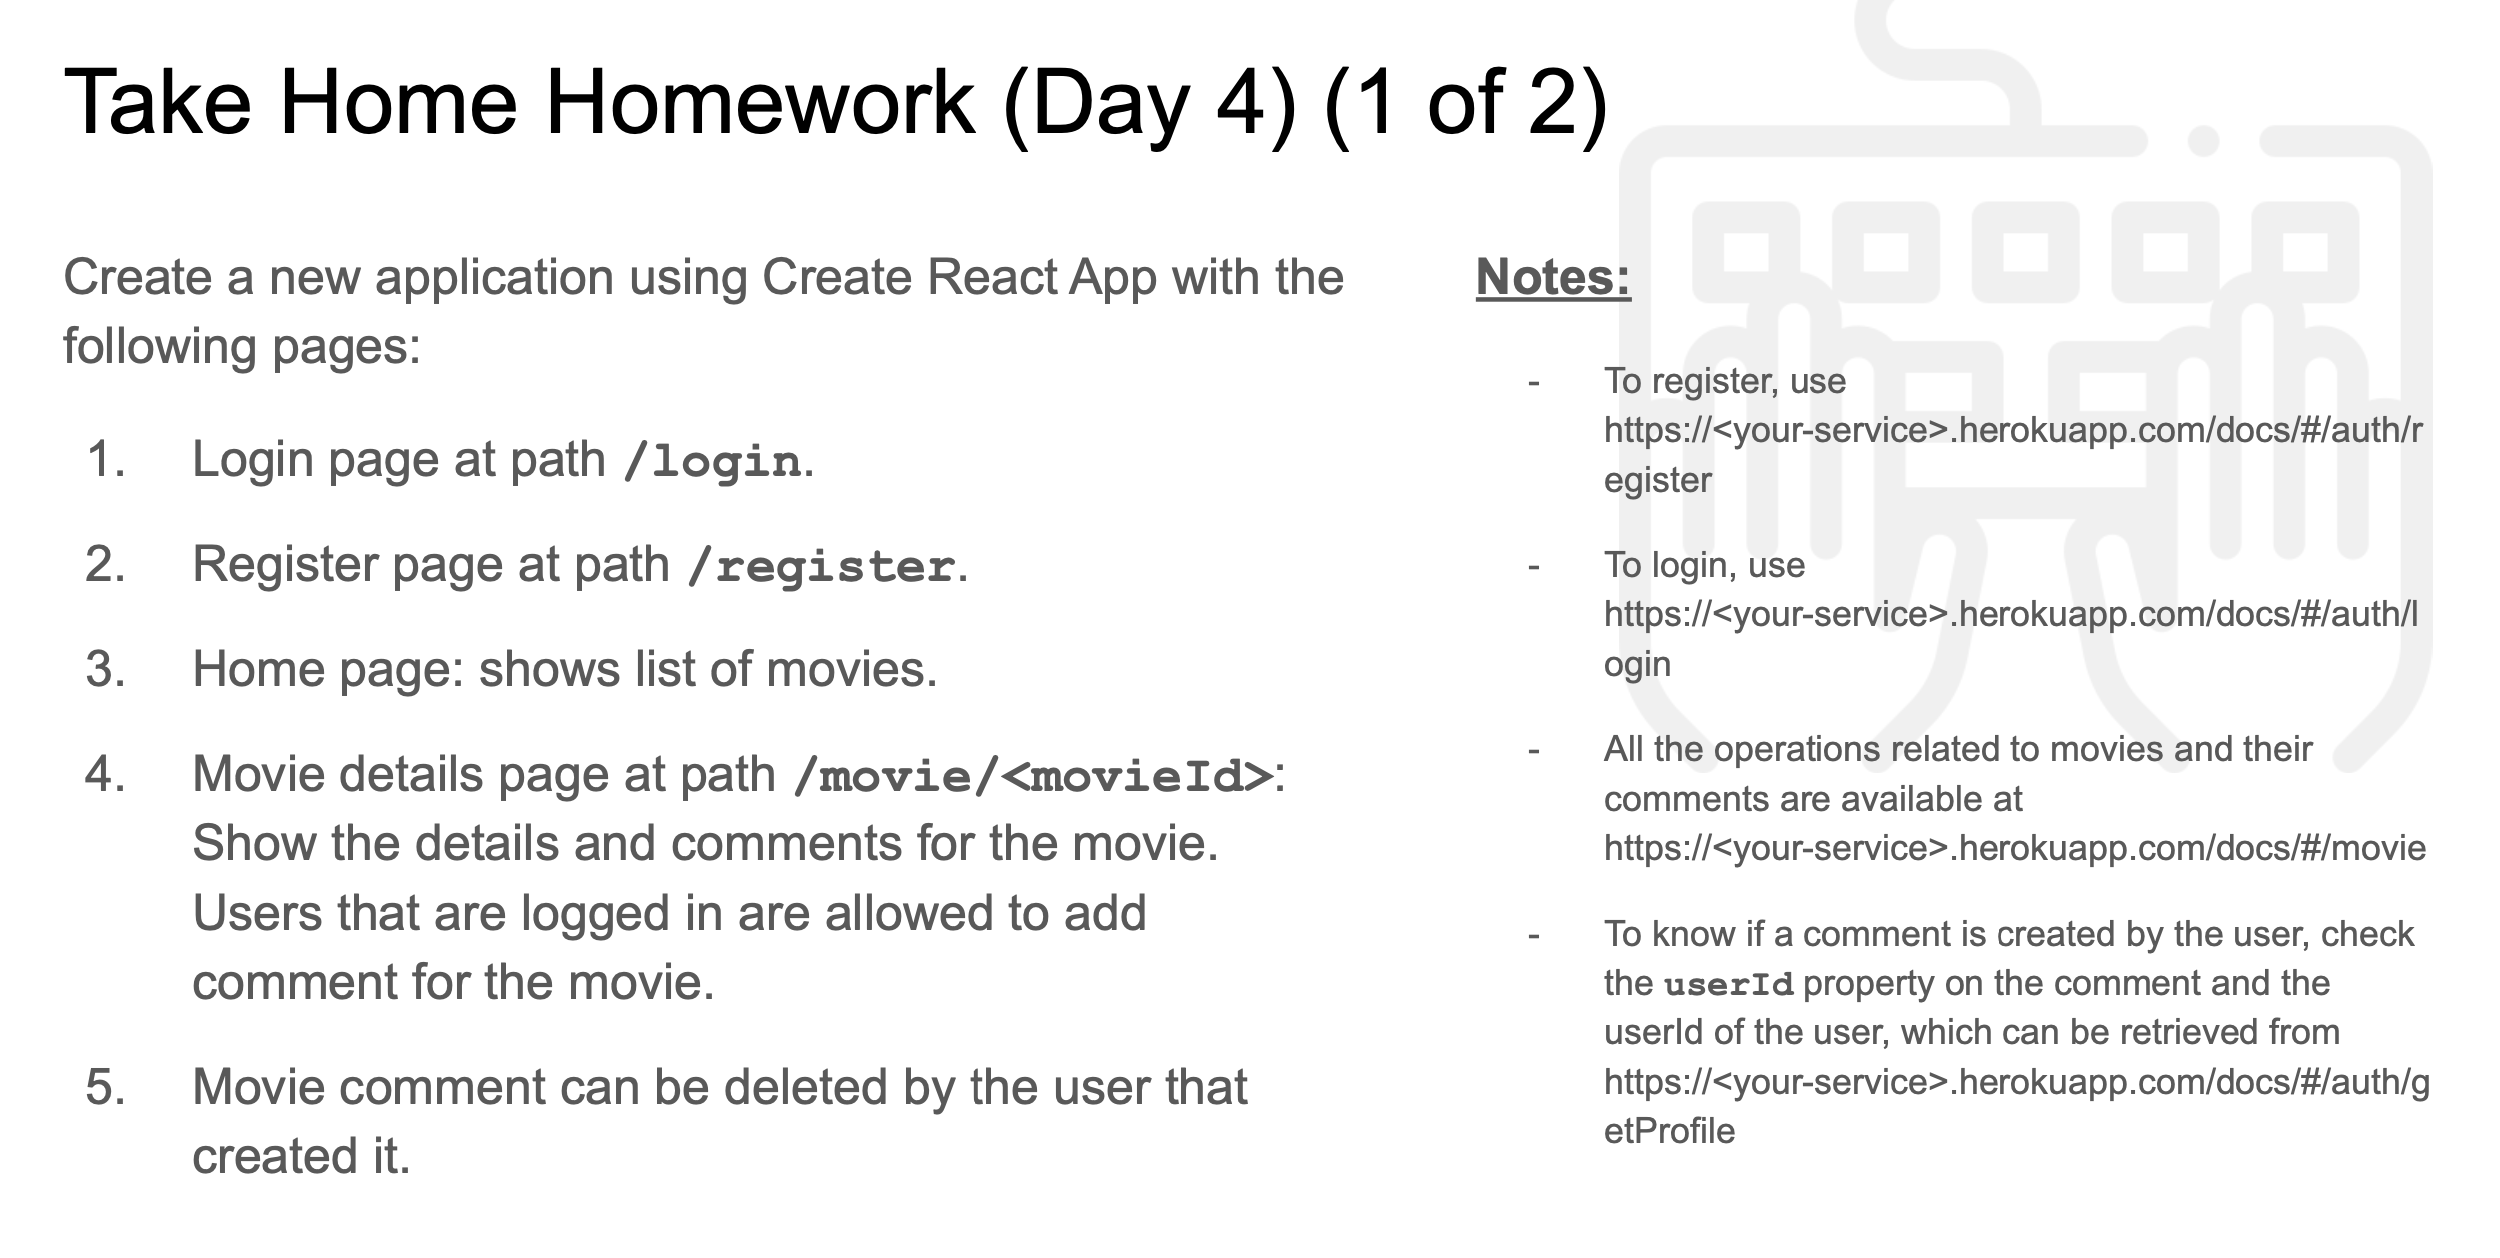 Take Home Homework (Day 4) (1 of 2)
Create a new application using Create React App with the
following pages:
1. Login page at path /login.
2. Register page at path /register.
3. Home page: shows list of movies.
4. Movie details page at path /movie/<movieId>:
Show the details and comments for the movie.
Users that are logged in are allowed to add
comment for the movie.
5. Movie comment can be deleted by the user that
created it.
Notes:
- To register, use
https://<your-service>.herokuapp.com/docs/#/auth/r
egister
- To login, use
https://<your-service>.herokuapp.com/docs/#/auth/l
ogin
- All the operations related to movies and their
comments are available at
https://<your-service>.herokuapp.com/docs/#/movie
- To know if a comment is created by the user, check
the userId property on the comment and the
userId of the user, which can be retrieved from
https://<your-service>.herokuapp.com/docs/#/auth/g
etProfile